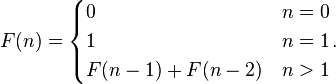 F(n) = { 0 n = 0
1 n = 1
F(n − 1) + F(n − 2) n > 1 .